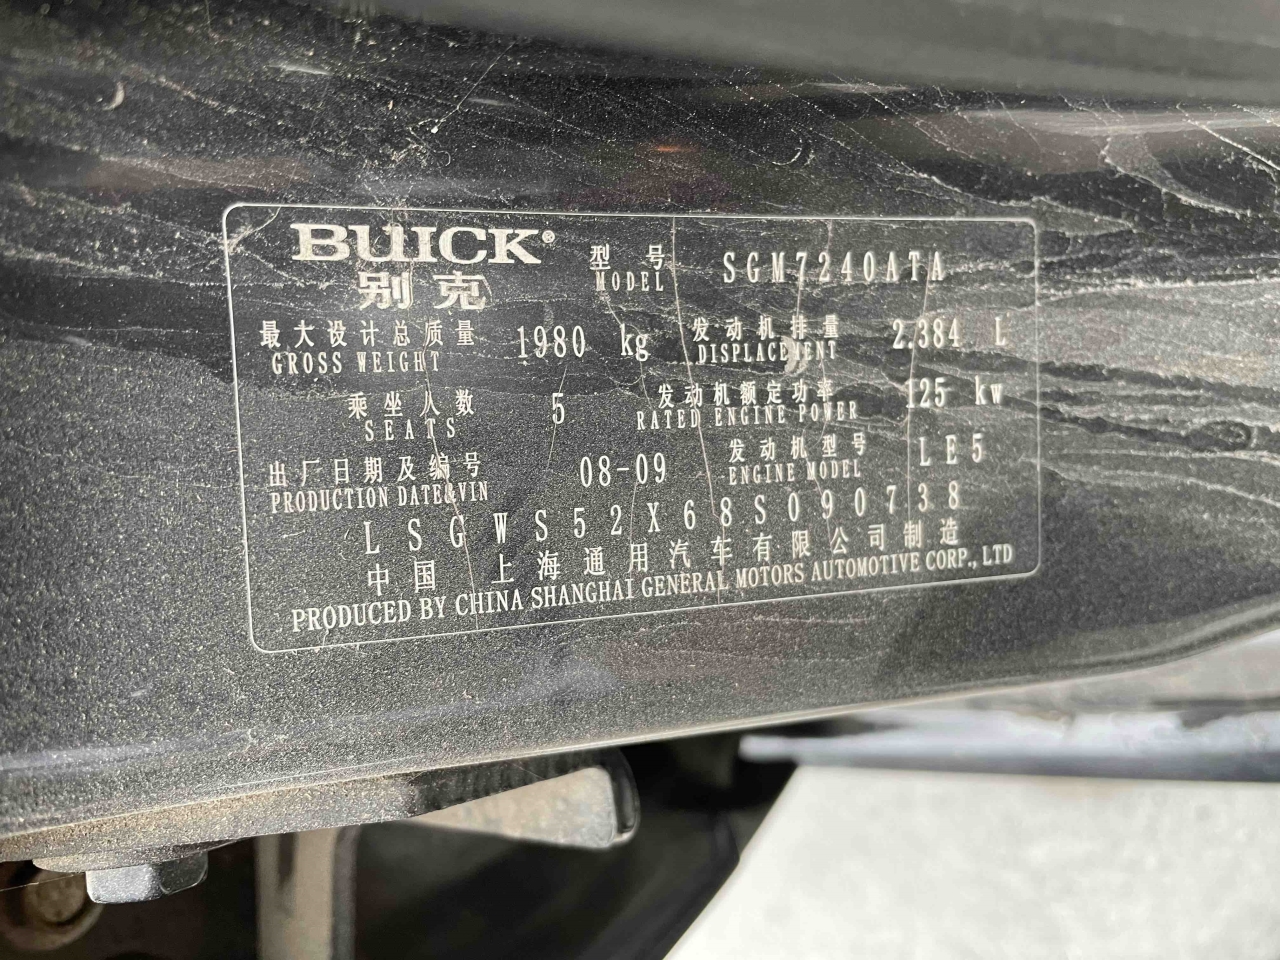 BUICK®
别克
型号 SGM7240ATA
MODEL
最大设计总质量 1980 kg 发动机排量 2.384 L
GROSS WEIGHT DISPLACEMENT
乘坐人数 5 发动机额定功率 125 kw
SEATS RATED ENGINE POWER
出厂日期及编号 08-09 发动机型号 LE5
PRODUCTION DATE&VIN ENGINE MODEL
LSGWS52X68S090738
中国 上海通用汽车有限公司制造
PRODUCED BY CHINA SHANGHAI GENERAL MOTORS AUTOMOTIVE CORP., LTD